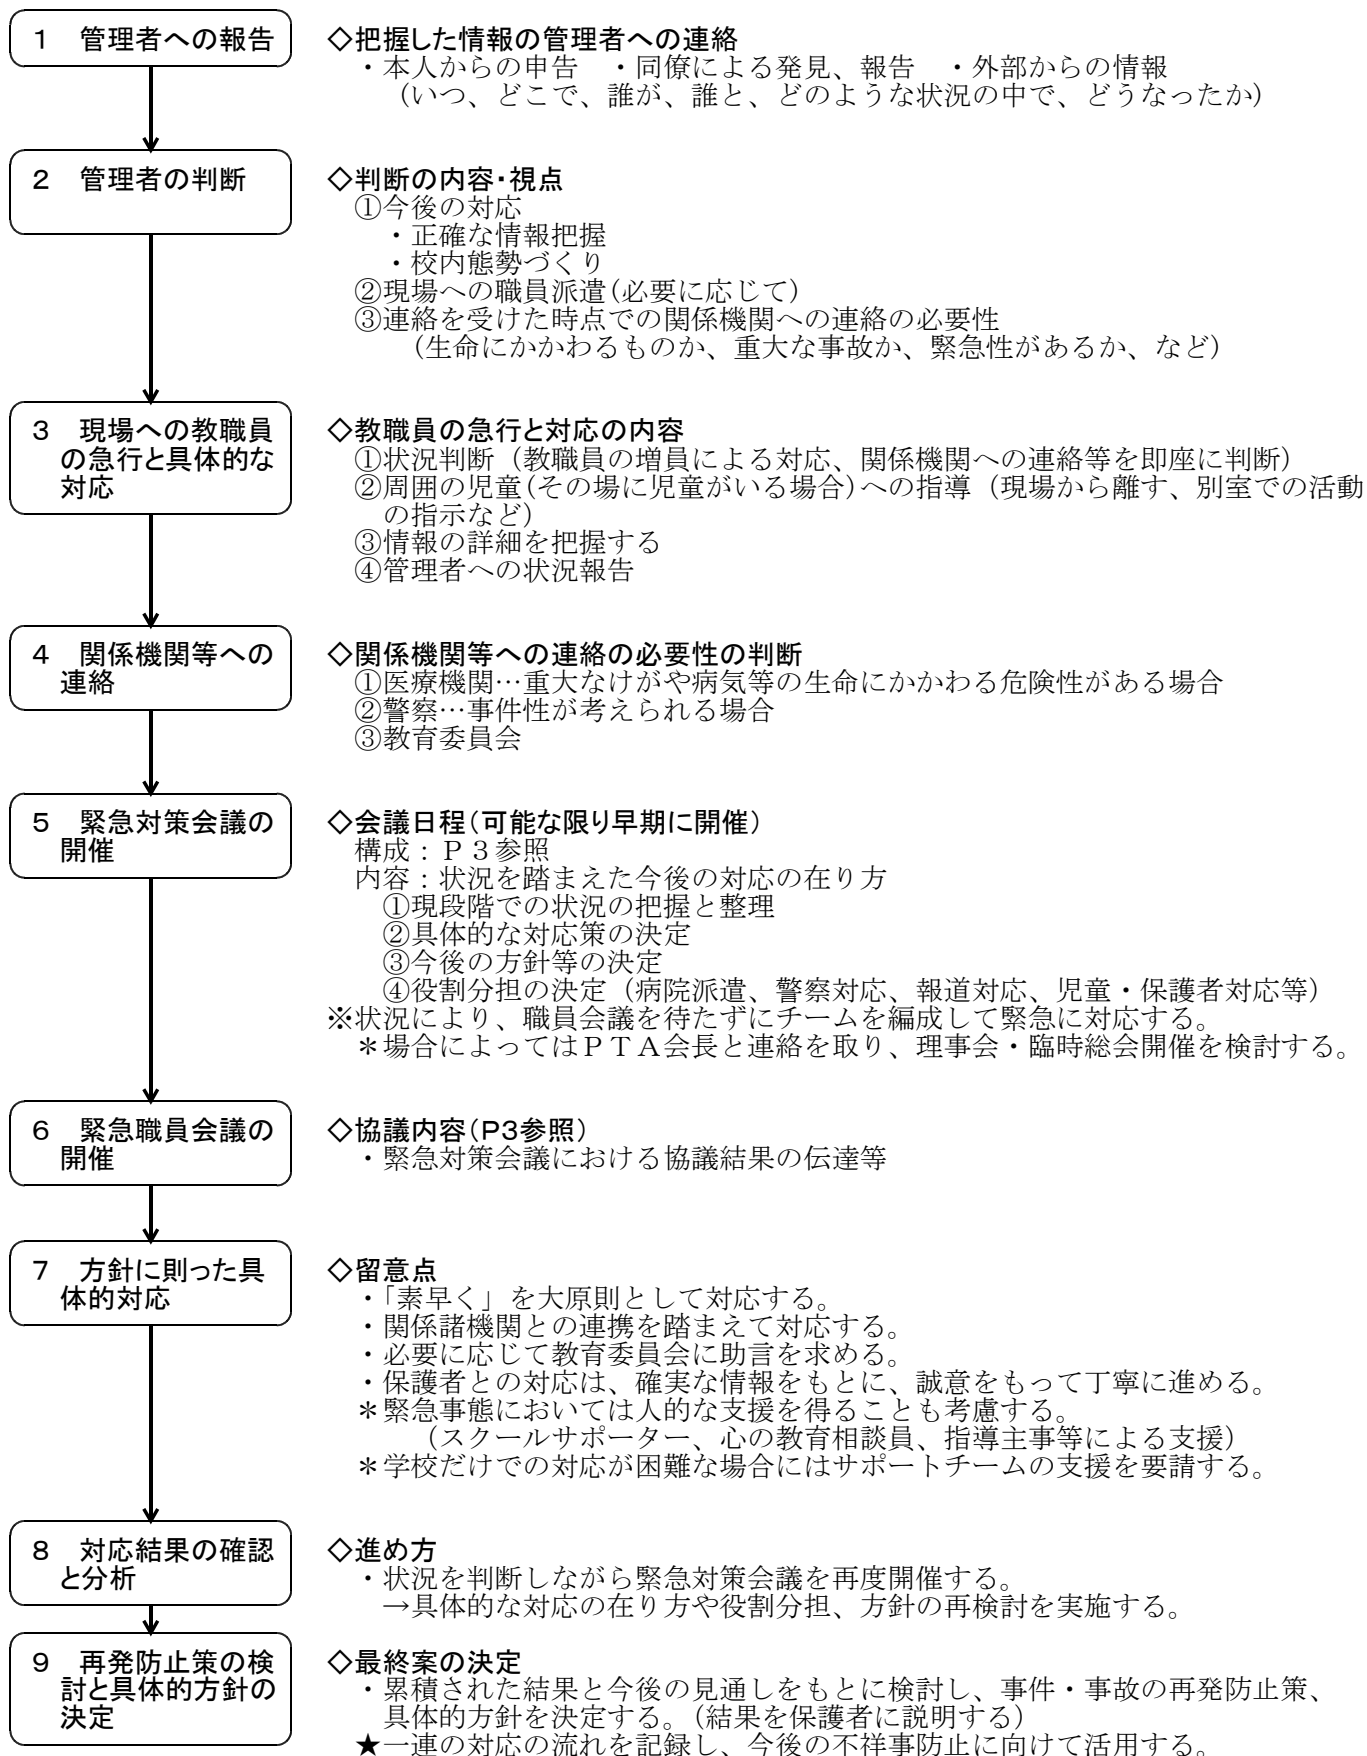 １　管理者への報告
◇把握した情報の管理者への連絡
・本人からの申告　・同僚による発見、報告　・外部からの情報
（いつ、どこで、誰が、誰と、どのような状況の中で、どうなったか）
２　管理者の判断
◇判断の内容・視点
①今後の対応
・正確な情報把握
・校内態勢づくり
②現場への職員派遣（必要に応じて）
③連絡を受けた時点での関係機関への連絡の必要性
（生命にかかわるものか、重大な事故か、緊急性があるか、など）
３　現場への教職員
の急行と具体的な
対応
◇教職員の急行と対応の内容
①状況判断（教職員の増員による対応、関係機関への連絡等を即座に判断）
②周囲の児童（その場に児童がいる場合）への指導（現場から離す、別室での活動
の指示など）
③情報の詳細を把握する
④管理者への状況報告
４　関係機関等への
連絡
◇関係機関等への連絡の必要性の判断
①医療機関…重大なけがや病気等の生命にかかわる危険性がある場合
②警察…事件性が考えられる場合
③教育委員会
５　緊急対策会議の
開催
◇会議日程（可能な限り早期に開催）
構成：Ｐ３参照
内容：状況を踏まえた今後の対応の在り方
①現段階での状況の把握と整理
②具体的な対応策の決定
③今後の方針等の決定
④役割分担の決定（病院派遣、警察対応、報道対応、児童・保護者対応等）
※状況により、職員会議を待たずにチームを編成して緊急に対応する。
＊場合によってはＰＴＡ会長と連絡を取り、理事会・臨時総会開催を検討する。
６　緊急職員会議の
開催
◇協議内容（Ｐ３参照）
・緊急対策会議における協議結果の伝達等
７　方針に則った具
体的対応
◇留意点
・「素早く」を大原則として対応する。
・関係諸機関との連携を踏まえて対応する。
・必要に応じて教育委員会に助言を求める。
・保護者との対応は、確実な情報をもとに、誠意をもって丁寧に進める。
＊緊急事態においては人的な支援を得ることも考慮する。
（スクールサポーター、心の教育相談員、指導主事等による支援）
＊学校だけでの対応が困難な場合にはサポートチームの支援を要請する。
８　対応結果の確認
と分析
◇進め方
・状況を判断しながら緊急対策会議を再度開催する。
→具体的な対応の在り方や役割分担、方針の再検討を実施する。
９　再発防止策の検
討と具体的方針の
決定
◇最終案の決定
・累積された結果と今後の見通しをもとに検討し、事件・事故の再発防止策、
具体的方針を決定する。（結果を保護者に説明する）
★一連の対応の流れを記録し、今後の不祥事防止に向けて活用する。